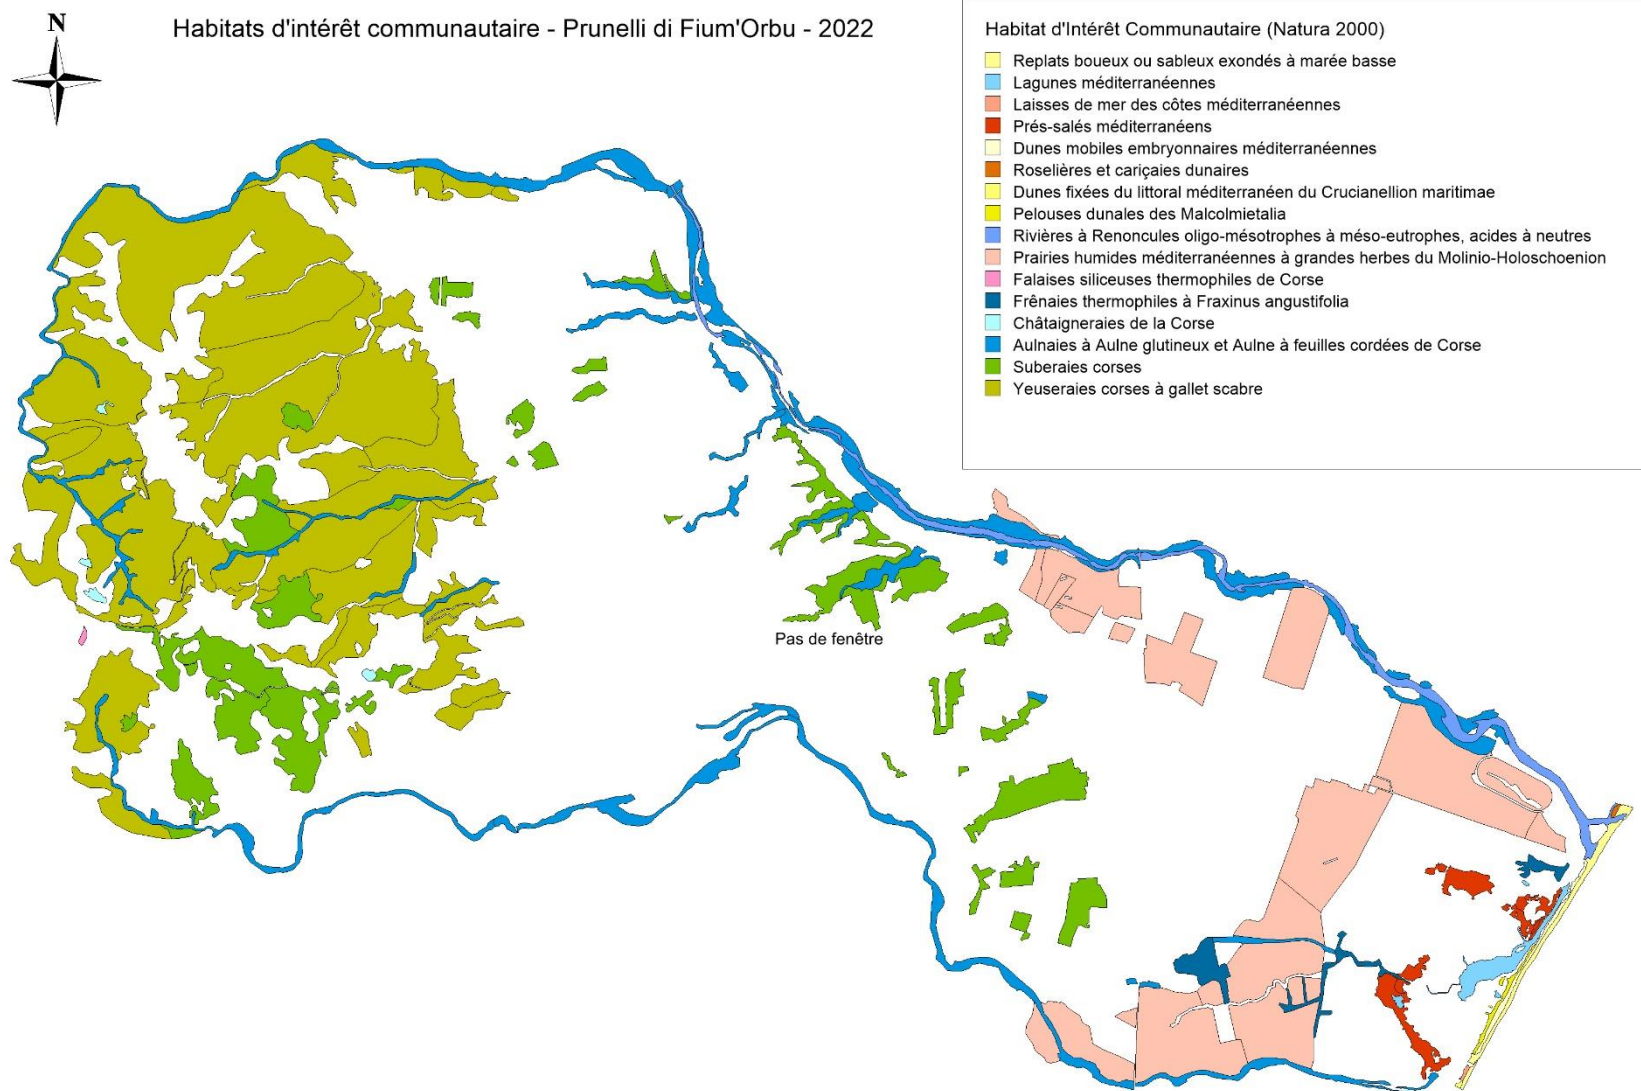 N
Habitats d'intérêt communautaire - Prunelli di Fium'Orbu - 2022
Habitat d'Intérêt Communautaire (Natura 2000)
Replats boueux ou sableux exondés à marée basse
Lagunes méditerranéennes
Laisses de mer des côtes méditerranéennes
Prés-salés méditerranéens
Dunes mobiles embryonnaires méditerranéennes
Roselières et cariçaies dunaires
Dunes fixées du littoral méditerranéen du Crucianellion maritimae
Pelouses dunales des Malcolmietalia
Rivières à Renoncules oligo-mésotrophes à méso-eutrophes, acides à neutres
Prairies humides méditerranéennes à grandes herbes du Molinio-Holoschoenion
Falaises siliceuses thermophiles de Corse
Frênaies thermophiles à Fraxinus angustifolia
Châtaigneraies de la Corse
Aulnaies à Aulne glutineux et Aulne à feuilles cordées de Corse
Suberaies corses
Yeuseraies corses à gallet scabre
Pas de fenêtre